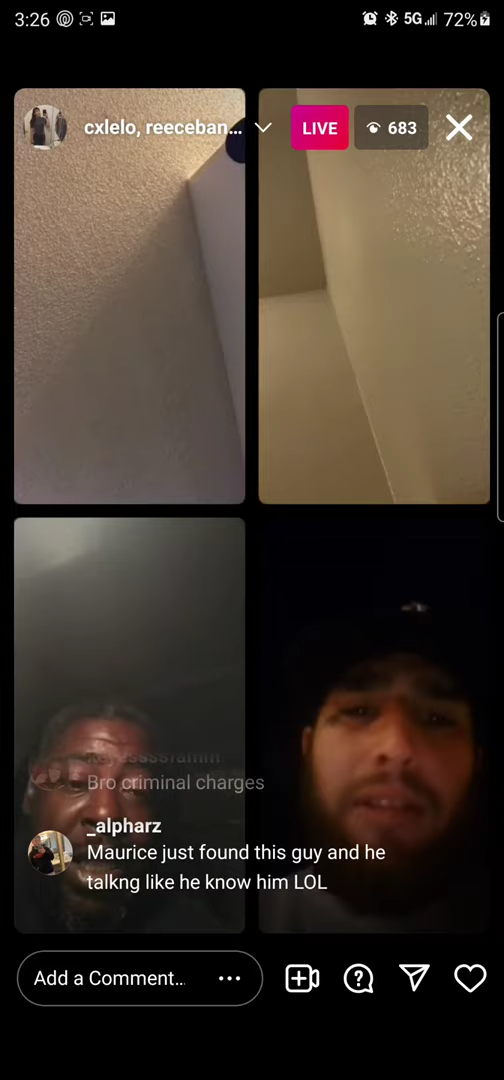 3:26
5G
72%
cxlelo, reeceban...
LIVE
683
Bro criminal charges
_alpharz
Maurice just found this guy and he
talkng like he know him LOL
Add a Comment...